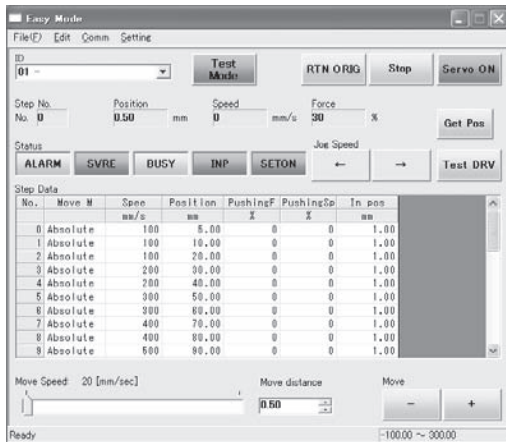 Easy Mode
File(F) Edit Comm Setting
ID
01 -
Test Mode
RTN ORIG
Stop
Servo ON
Step No. Position Speed Force
No. 0 0.50 mm 0 mm/s 30 %
Get Pos
Status
Jog Speed
ALARM SVRE BUSY INP SETON ← → Test DRV
Step Data
No. Move M Spee Position PushingF PushingSp In pos
mm/s mm % % mm
0 Absolute 100 5.00 0 0 1.00
1 Absolute 100 10.00 0 0 1.00
2 Absolute 100 20.00 0 0 1.00
3 Absolute 200 30.00 0 0 1.00
4 Absolute 200 40.00 0 0 1.00
5 Absolute 300 50.00 0 0 1.00
6 Absolute 300 60.00 0 0 1.00
7 Absolute 400 70.00 0 0 1.00
8 Absolute 400 80.00 0 0 1.00
9 Absolute 500 90.00 0 0 1.00
Move Speed 20 [mm/sec] Move distance Move
0.50 - +
Ready -100.00 ~ 300.00